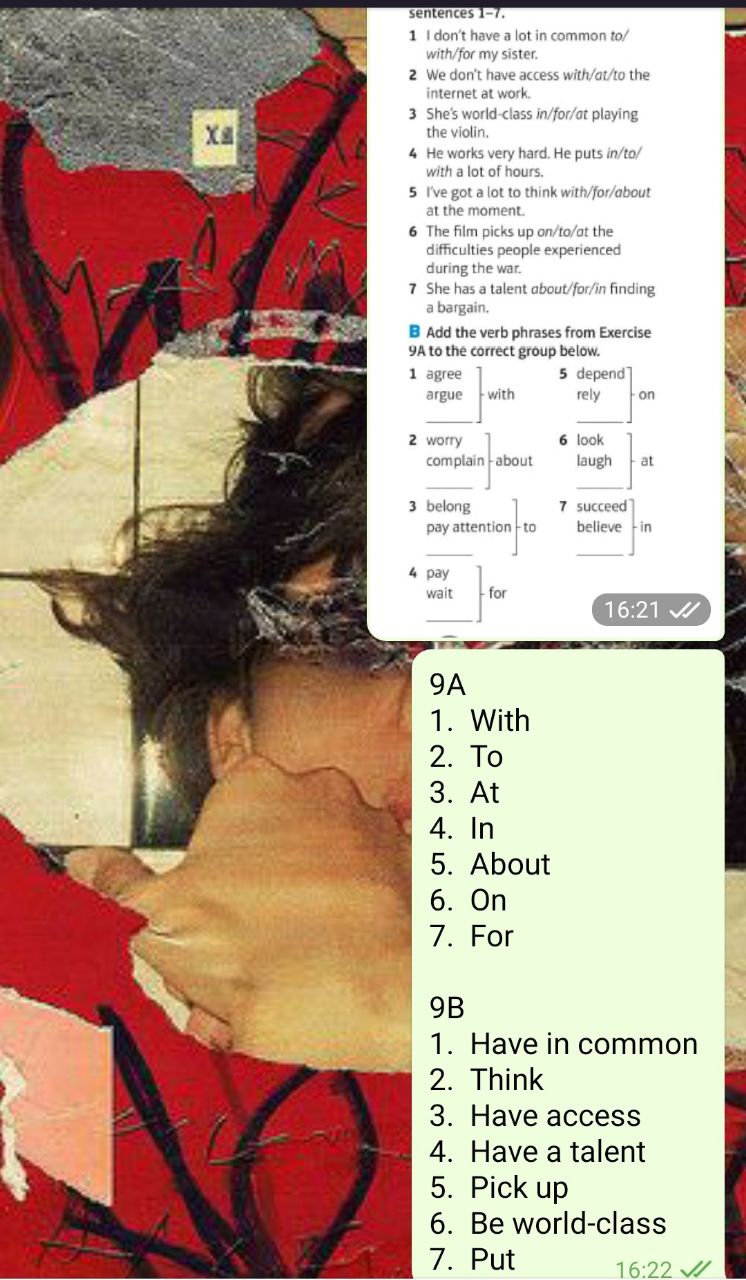 sentences 1–7.
1 I don't have a lot in common to/
with/for my sister.
2 We don't have access with/at/to the
internet at work.
3 She's world-class in/for/at playing
the violin.
4 He works very hard. He puts in/to/
with a lot of hours.
5 I've got a lot to think with/for/about
at the moment.
6 The film picks up on/to/at the
difficulties people experienced
during the war.
7 She has a talent about/for/in finding
a bargain.
B Add the verb phrases from Exercise
9A to the correct group below.
1 agree
argue
with
2 worry
complain
about
3 belong
pay attention
to
4 pay
wait
for
5 depend
rely
on
6 look
laugh
at
7 succeed
believe
in
16:21
9A
1. With
2. To
3. At
4. In
5. About
6. On
7. For
9B
1. Have in common
2. Think
3. Have access
4. Have a talent
5. Pick up
6. Be world-class
7. Put
16:22